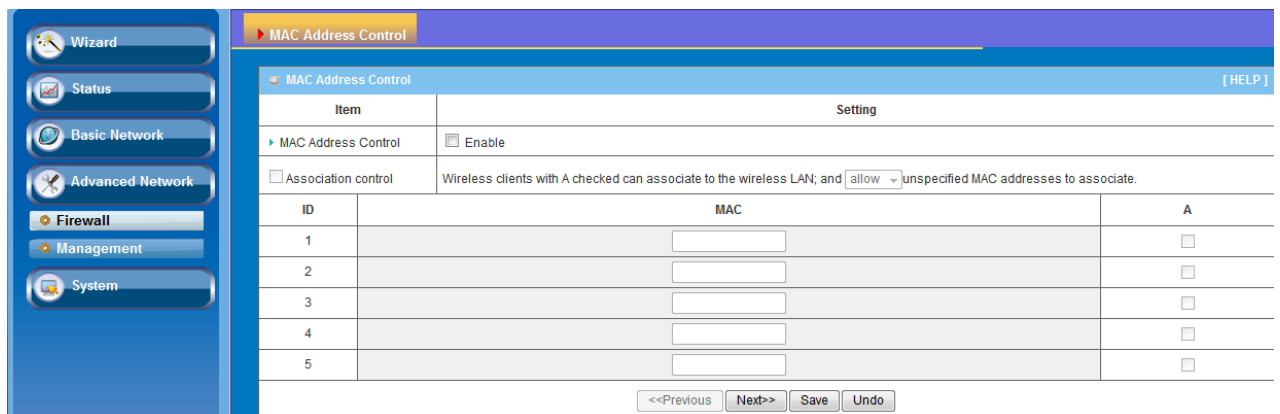 Wizard
Status
Basic Network
Advanced Network
Firewall
Management
System
MAC Address Control
MAC Address Control [ HELP ]
Item Setting
MAC Address Control Enable
Association control Wireless clients with A checked can associate to the wireless LAN; and allow unspecified MAC addresses to associate.
ID MAC A
1
2
3
4
5
<<Previous Next>> Save Undo